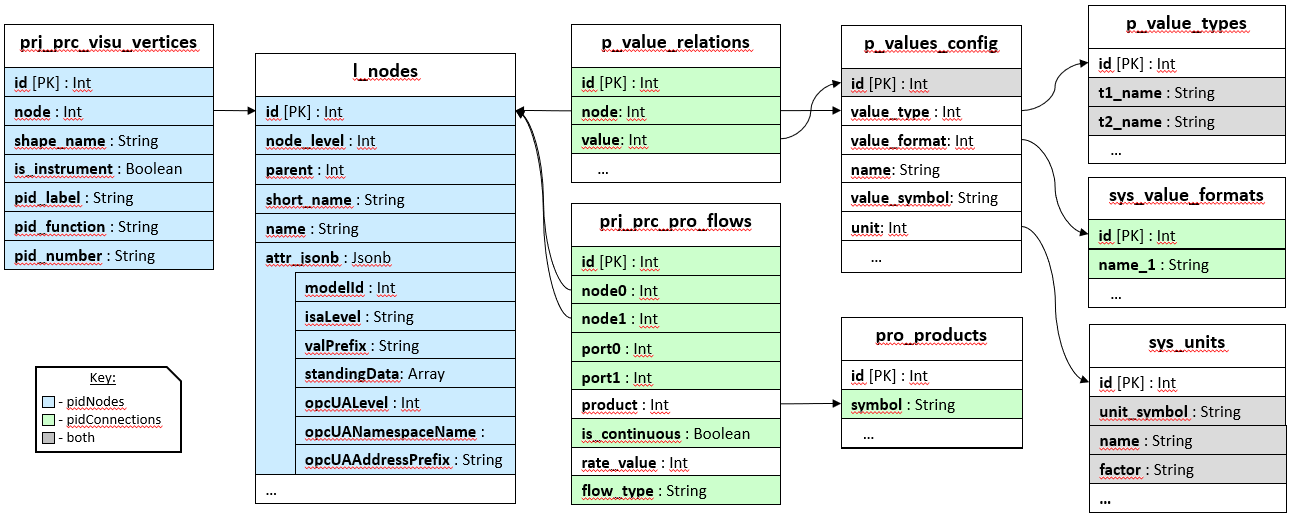 prj_prc_visu_vertices
id [PK] : Int
node : Int
shape_name : String
is_instrument : Boolean
pid_label : String
pid_function : String
pid_number : String
Key:
- pidNodes
- pidConnections
- both
l_nodes
id [PK] : Int
node_level : Int
parent : Int
short_name : String
name : String
attr_jsonb : Jsonb
modelId : Int
isaLevel : String
valPrefix : String
standingData: Array
opcUALevel : Int
opcUANamespaceName :
opcUAAddressPrefix : String
...
p_value_relations
id [PK] : Int
node: Int
value: Int
...
prj_prc_pro_flows
id [PK] : Int
node0 : Int
node1 : Int
port0 : Int
port1 : Int
product : Int
is_continuous : Boolean
rate_value : Int
flow_type : String
p_values_config
id [PK] : Int
value_type : Int
value_format: Int
name: String
value_symbol: String
unit: Int
...
pro_products
id [PK] : Int
symbol : String
...
p_value_types
id [PK] : Int
t1_name : String
t2_name : String
...
sys_value_formats
id [PK] : Int
name_1 : String
...
sys_units
id [PK] : Int
unit_symbol : String
name : String
factor : String
...